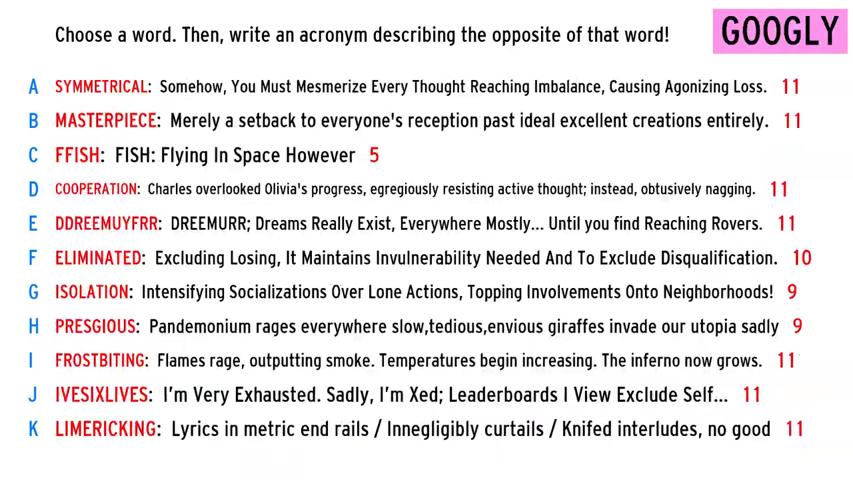 Choose a word. Then, write an acronym describing the opposite of that word! GOOGLY
A SYMMETRICAL: Somehow, You Must Mesmerize Every Thought Reaching Imbalance, Causing Agonizing Loss. 11
B MASTERPIECE: Merely a setback to everyone's reception past ideal excellent creations entirely. 11
C FFISH: FISH: Flying In Space However 5
D COOPERATION: Charles overlooked Olivia's progress, egregiously resisting active thought; instead, obtusively nagging. 11
E DDREEMUYFRR: DREEMURR; Dreams Really Exist, Everywhere Mostly... Until you find Reaching Rovers. 11
F ELIMINATED: Excluding Losing, It Maintains Invulnerability Needed And To Exclude Disqualification. 10
G ISOLATION: Intensifying Socializations Over Lone Actions, Topping Involvements Onto Neighborhoods! 9
H PRESGIOUS: Pandemonium rages everywhere slow,tedious,envious giraffes invade our utopia sadly 9
I FROSTBITING: Flames rage, outputting smoke. Temperatures begin increasing. The inferno now grows. 11
J IVESIXLIVES: I'm Very Exhausted. Sadly, I'm Xed; Leaderboards I View Exclude Self... 11
K LIMERICKING: Lyrics in metric end rails / Innegligibly curtails / Knifed interludes, no good 11